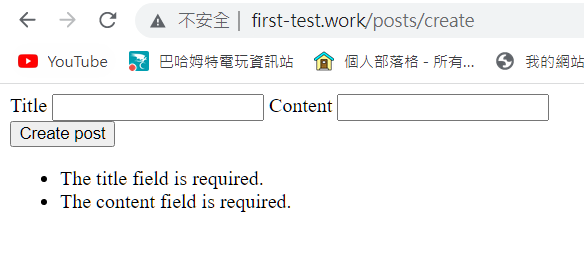 不安全 | first-test.work/posts/create
YouTube 巴哈姆特電玩資訊站 個人部落格 - 所有... 我的網站
Title Content
Create post
The title field is required.
The content field is required.